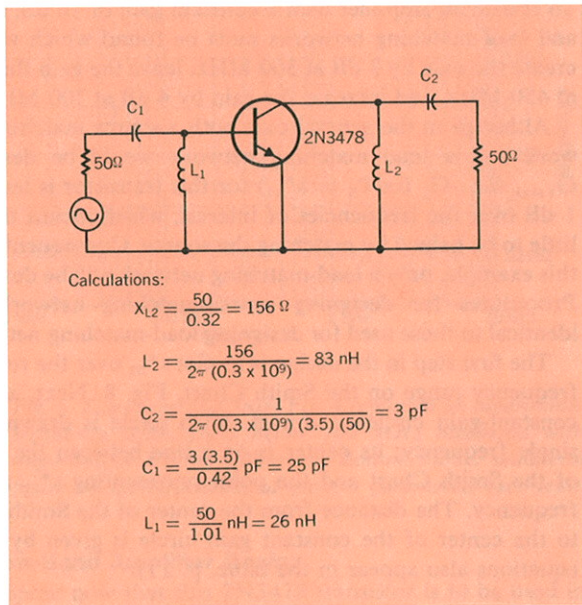 C₂
C₁
2N3478
50Ω
L₁
L₂
50Ω
Calculations:
X_L2 = 50 / 0.32 = 156 Ω
L₂ = 156 / 2π (0.3 x 10⁹) = 83 nH
C₂ = 1 / 2π (0.3 x 10⁹) (3.5) (50) = 3 pF
C₁ = 3 (3.5) / 0.42 pF = 25 pF
L₁ = 50 / 1.01 nH = 26 nH